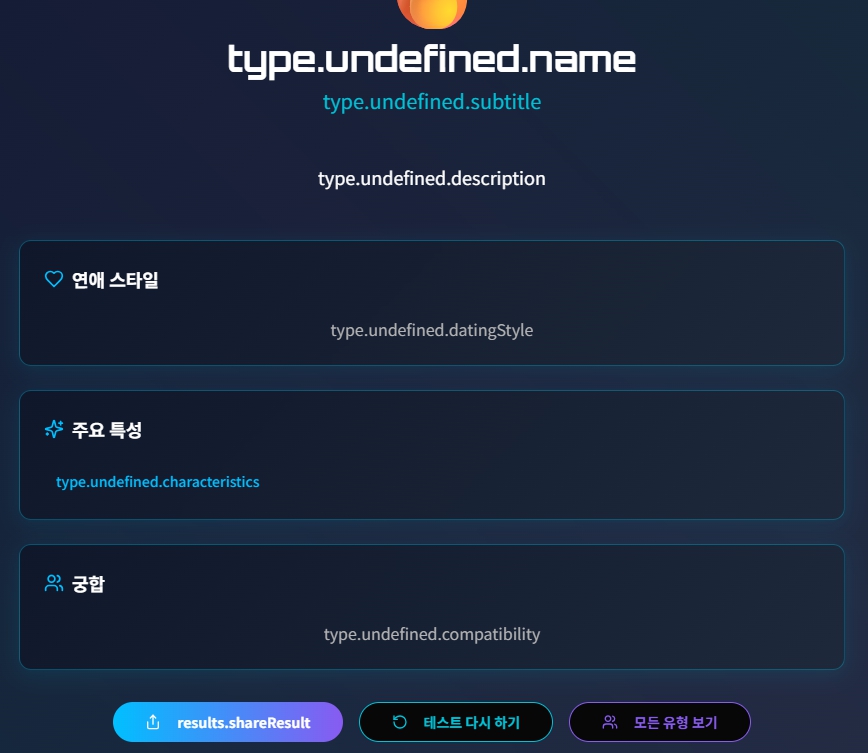 type.undefined.name
type.undefined.subtitle
type.undefined.description
연애 스타일
type.undefined.datingStyle
주요 특성
type.undefined.characteristics
궁합
type.undefined.compatibility
results.shareResult
테스트 다시 하기
모든 유형 보기